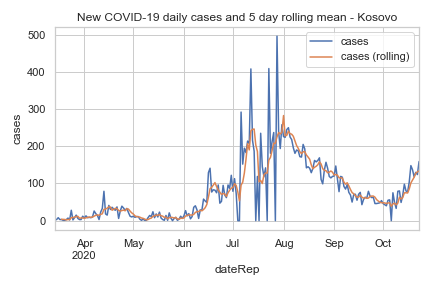 New COVID-19 daily cases and 5 day rolling mean - Kosovo
cases
cases (rolling)
500
400
300
200
100
0
cases
Apr
2020
May
Jun
Jul
Aug
Sep
Oct
dateRep